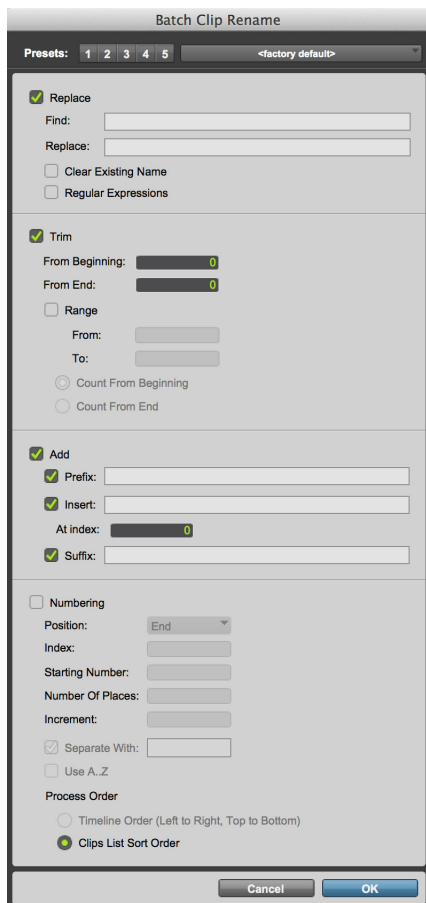 Batch Clip Rename
Presets: 1 2 3 4 5 <factory default>
Replace
Find:
Replace:
Clear Existing Name
Regular Expressions
Trim
From Beginning: 0
From End: 0
Range
From:
To:
Count From Beginning
Count From End
Add
Prefix:
Insert:
At index: 0
Suffix:
Numbering
Position: End
Index:
Starting Number:
Number Of Places:
Increment:
Separate With:
Use A..Z
Process Order
Timeline Order (Left to Right, Top to Bottom)
Clips List Sort Order
Cancel OK